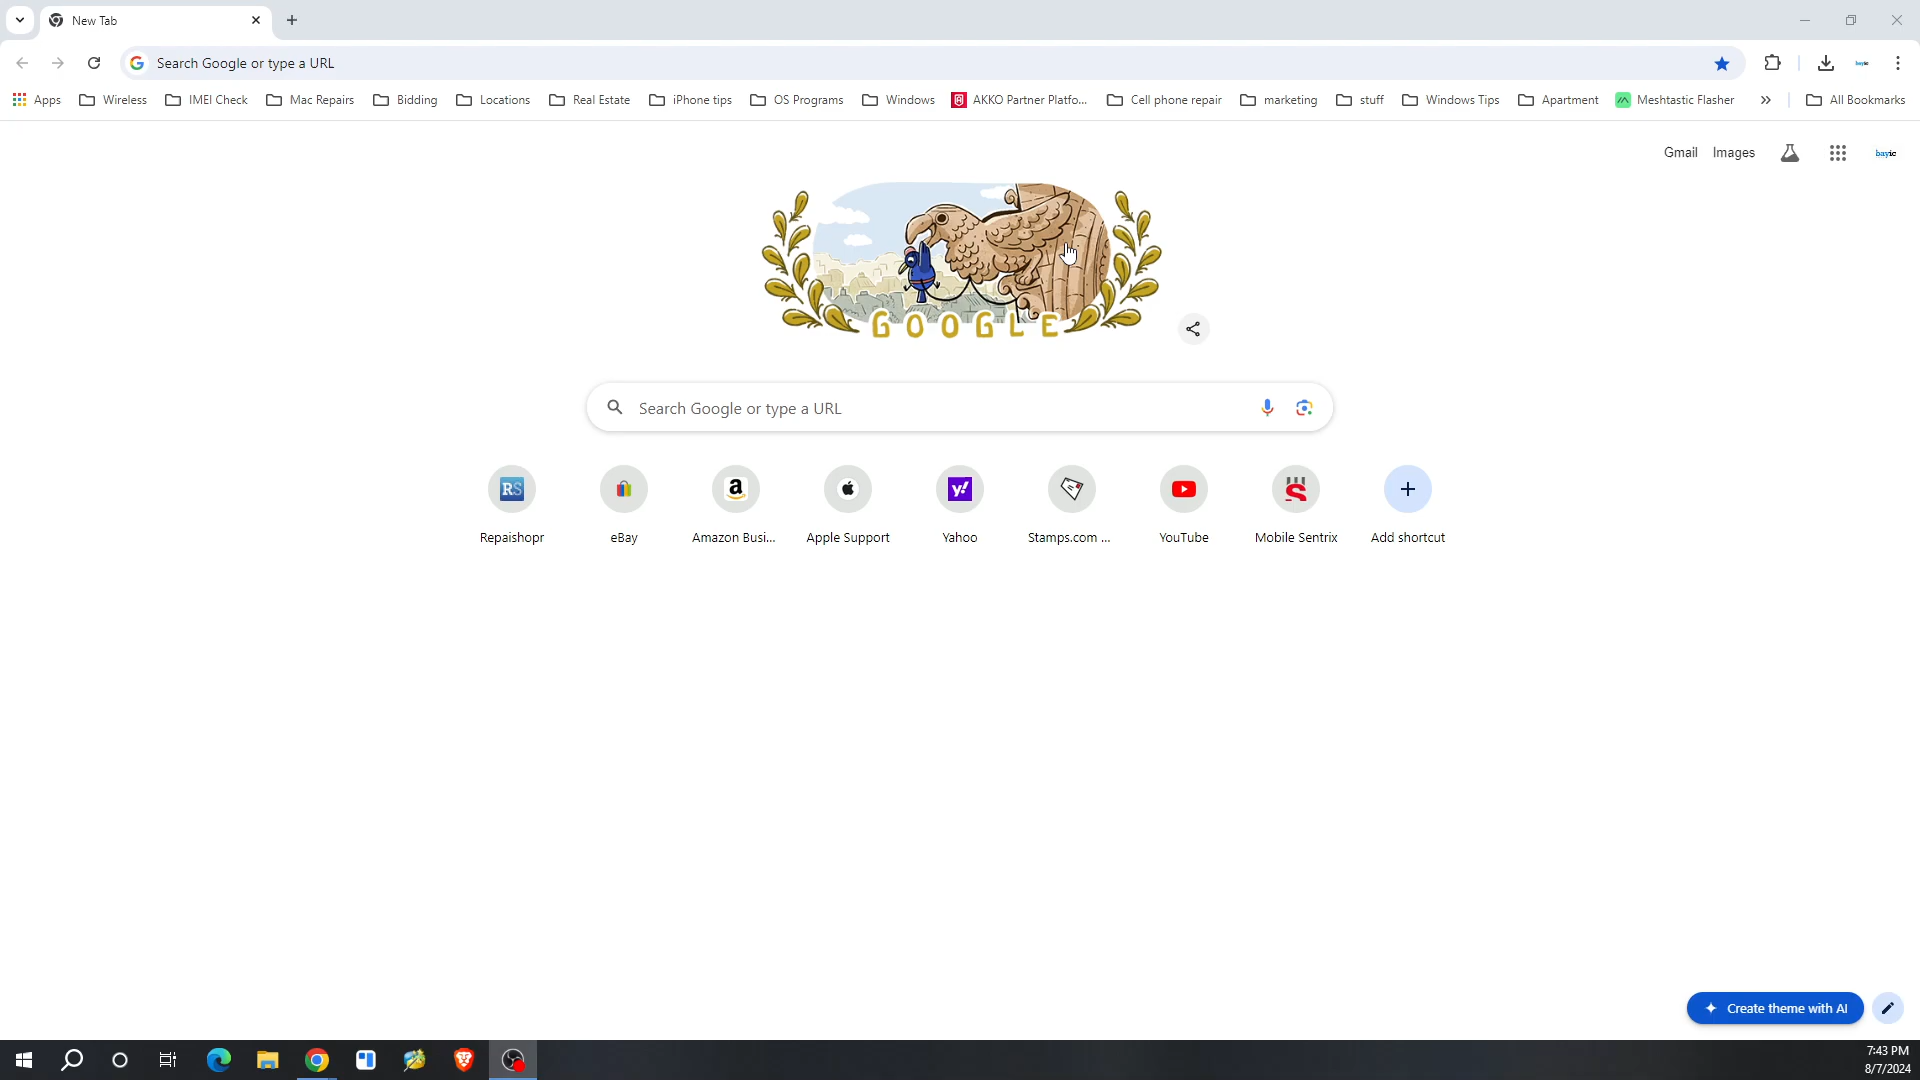 New Tab
Search Google or type a URL
Apps Wireless IMEI Check Mac Repairs Bidding Locations Real Estate iPhone tips OS Programs Windows AKKO Partner Platfo... Cell phone repair marketing stuff Windows Tips Apartment Meshtastic Flasher » All Bookmarks
Gmail Images bayic
GOOGLE
Search Google or type a URL
RS a y!
Repaishopr eBay Amazon Busi... Apple Support Yahoo Stamps.com ... YouTube Mobile Sentrix Add shortcut
Create theme with AI
7:43 PM
8/7/2024